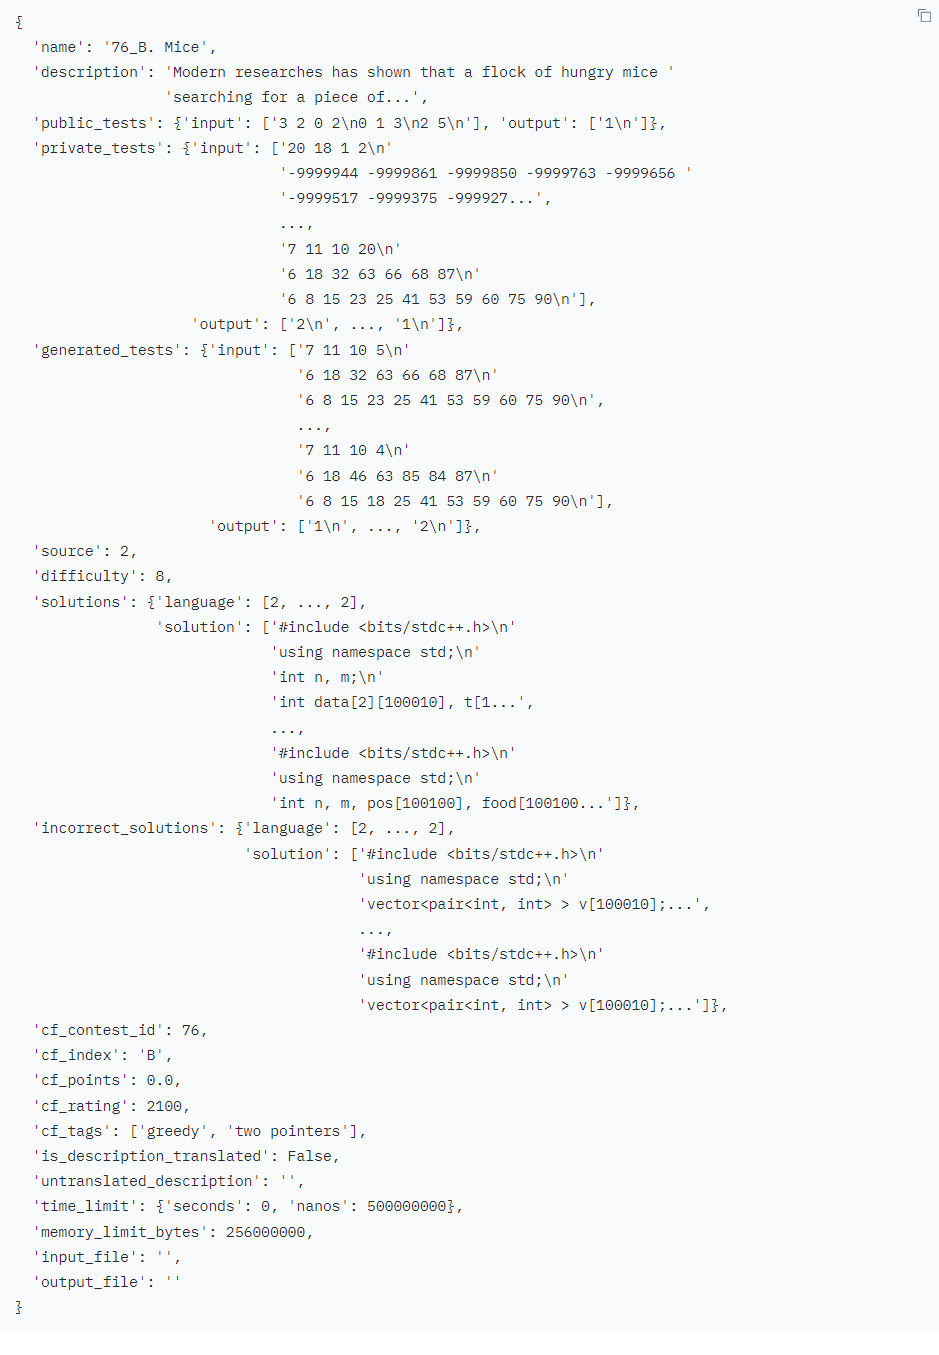 {
'name': '76_B. Mice',
'description': 'Modern researches has shown that a flock of hungry mice '
'searching for a piece of...',
'public_tests': {'input': ['3 2 0 2\n0 1 3\n2 5\n'], 'output': ['1\n']},
'private_tests': {'input': ['20 18 1 2\n'
'-9999944 -9999861 -9999850 -9999763 -9999656 '
'-9999517 -9999375 -999927...',
...,
'7 11 10 20\n'
'6 18 32 63 66 68 87\n'
'6 8 15 23 25 41 53 59 60 75 90\n'],
'output': ['2\n', ..., '1\n']},
'generated_tests': {'input': ['7 11 10 5\n'
'6 18 32 63 66 68 87\n'
'6 8 15 23 25 41 53 59 60 75 90\n',
...,
'7 11 10 4\n'
'6 18 46 63 85 84 87\n'
'6 8 15 18 25 41 53 59 60 75 90\n'],
'output': ['1\n', ..., '2\n']},
'source': 2,
'difficulty': 8,
'solutions': {'language': [2, ..., 2],
'solution': ['#include <bits/stdc++.h>\n'
'using namespace std;\n'
'int n, m;\n'
'int data[2][100010], t[1...',
...,
'#include <bits/stdc++.h>\n'
'using namespace std;\n'
'int n, m, pos[100100], food[100100...']},
'incorrect_solutions': {'language': [2, ..., 2],
'solution': ['#include <bits/stdc++.h>\n'
'using namespace std;\n'
'vector<pair<int, int> > v[100010];...',
...,
'#include <bits/stdc++.h>\n'
'using namespace std;\n'
'vector<pair<int, int> > v[100010];...']},
'cf_contest_id': 76,
'cf_index': 'B',
'cf_points': 0.0,
'cf_rating': 2100,
'cf_tags': ['greedy', 'two pointers'],
'is_description_translated': False,
'untranslated_description': '',
'time_limit': {'seconds': 0, 'nanos': 500000000},
'memory_limit_bytes': 256000000,
'input_file': '',
'output_file': ''
}